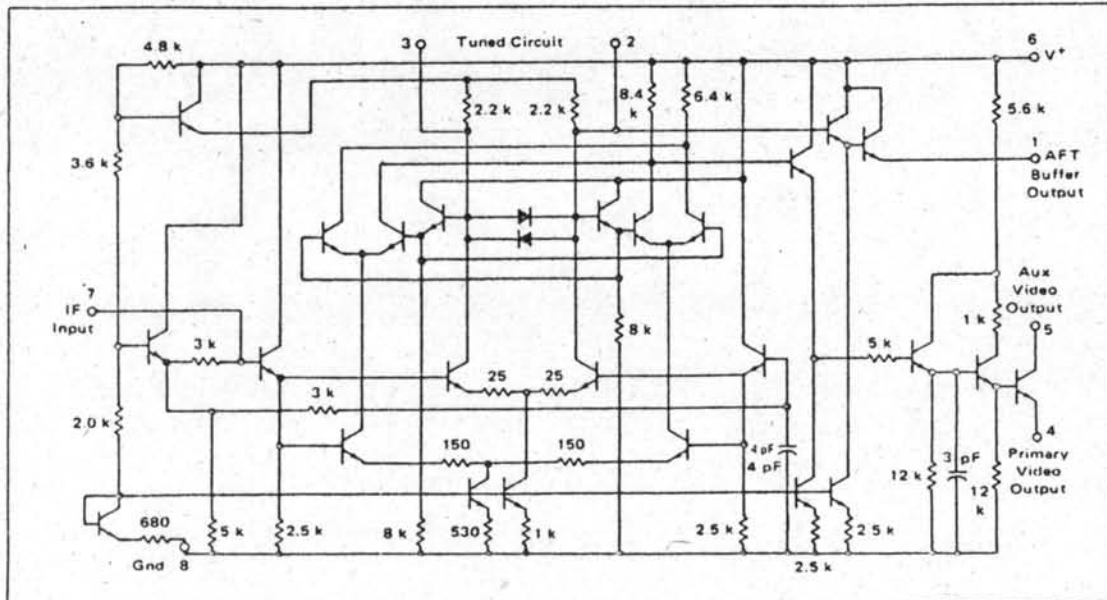 4.8 k
3
Tuned Circuit
2
6
V+
2.2 k
2.2 k
8.4 k
6.4 k
5.6 k
3.6 k
1
AFT Buffer Output
7
IF Input
3 k
8 k
5 k
Aux Video Output
1 k
5
25
25
3 k
2.0 k
150
150
4 pF
4 pF
4
Primary Video Output
12 k
3 pF
12 k
680
5 k
2.5 k
8 k
530
1 k
2.5 k
2.5 k
2.5 k
Gnd 8